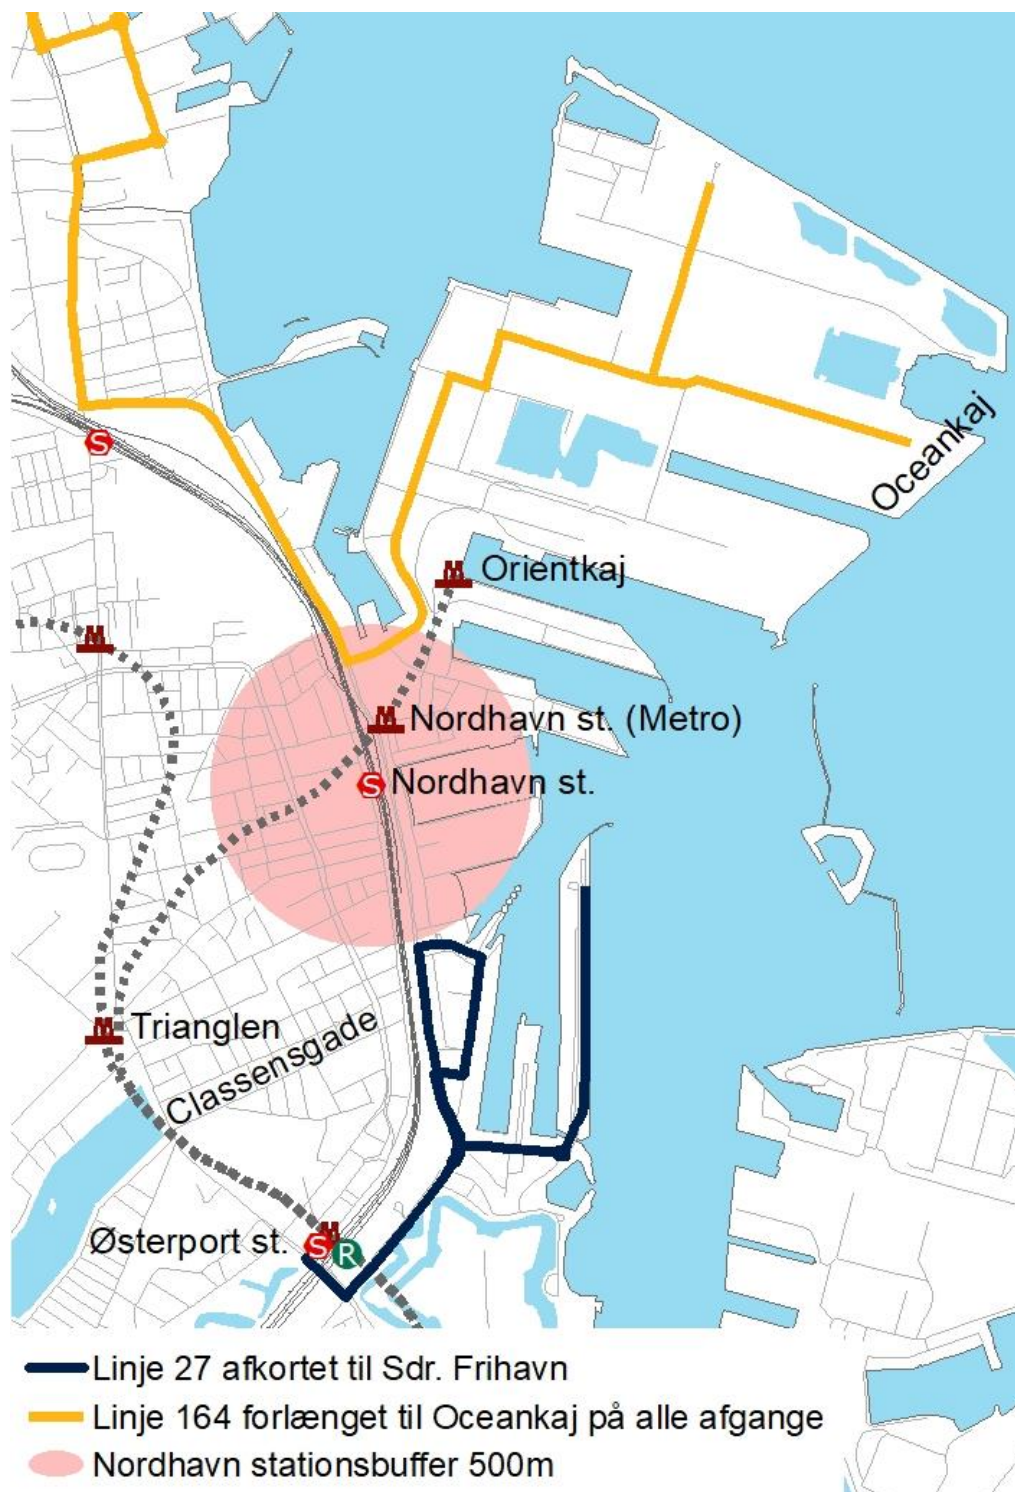 Oceankaj
S
M
Orientkaj
M
M
Nordhavn st. (Metro)
S
Nordhavn st.
M
Trianglen
Classensgade
M
Østerport st.
S
R
Linje 27 afkortet til Sdr. Frihavn
Linje 164 forlænget til Oceankaj på alle afgange
Nordhavn stationsbuffer 500m